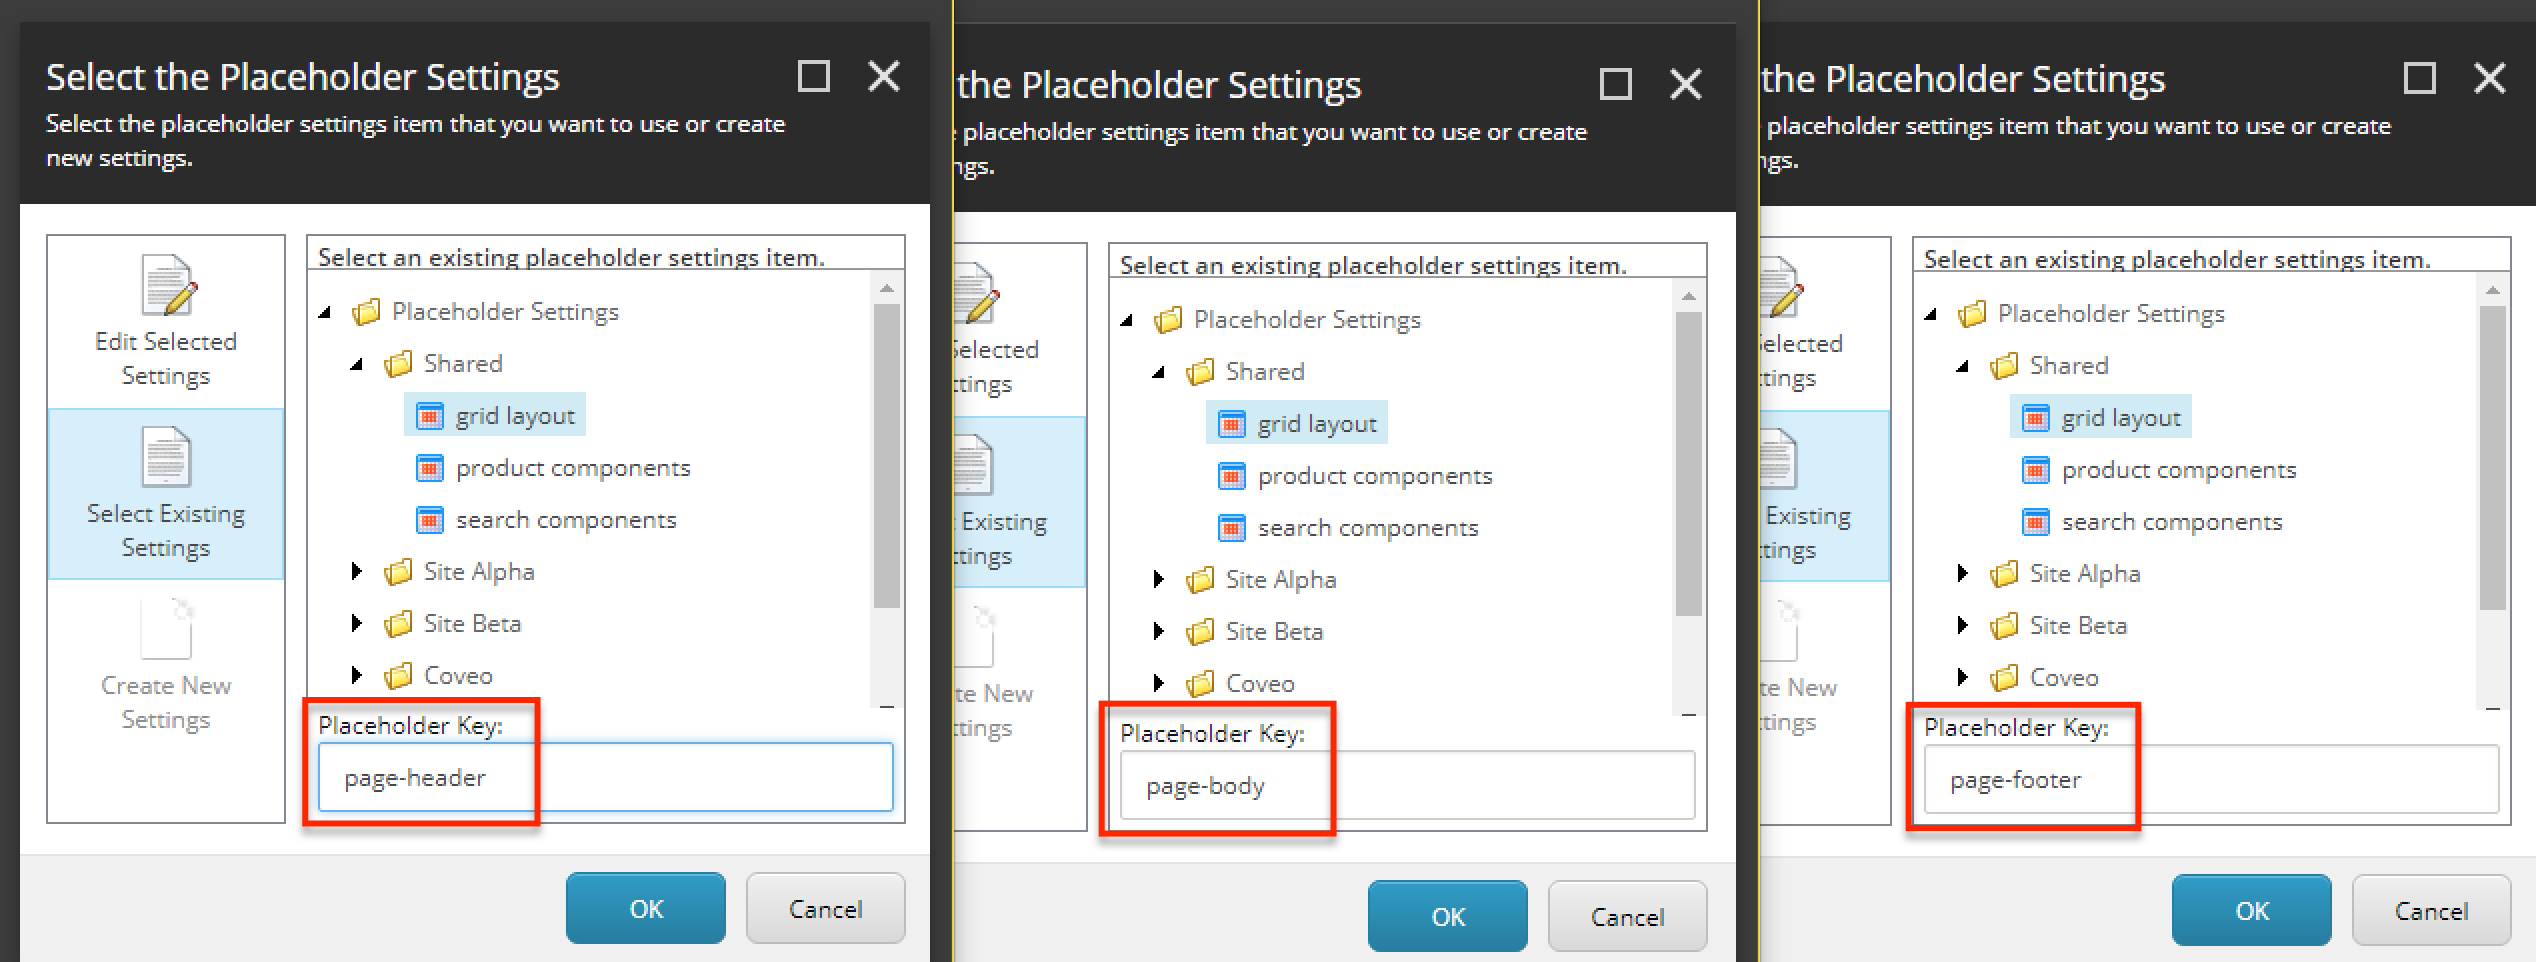 Select the Placeholder Settings
Select the placeholder settings item that you want to use or create
new settings.
Edit Selected
Settings
Select Existing
Settings
Create New
Settings
Select an existing placeholder settings item.
Placeholder Settings
Shared
grid layout
product components
search components
Site Alpha
Site Beta
Coveo
Placeholder Key:
page-header
OK
Cancel
the Placeholder Settings
placeholder settings item that you want to use or create
ngs.
Selected
ttings
Existing
ttings
te New
ttings
Select an existing placeholder settings item.
Placeholder Settings
Shared
grid layout
product components
search components
Site Alpha
Site Beta
Coveo
Placeholder Key:
page-body
OK
Cancel
the Placeholder Settings
placeholder settings item that you want to use or create
ngs.
elected
tings
Existing
ttings
te New
ttings
Select an existing placeholder settings item.
Placeholder Settings
Shared
grid layout
product components
search components
Site Alpha
Site Beta
Coveo
Placeholder Key:
page-footer
OK
Cancel